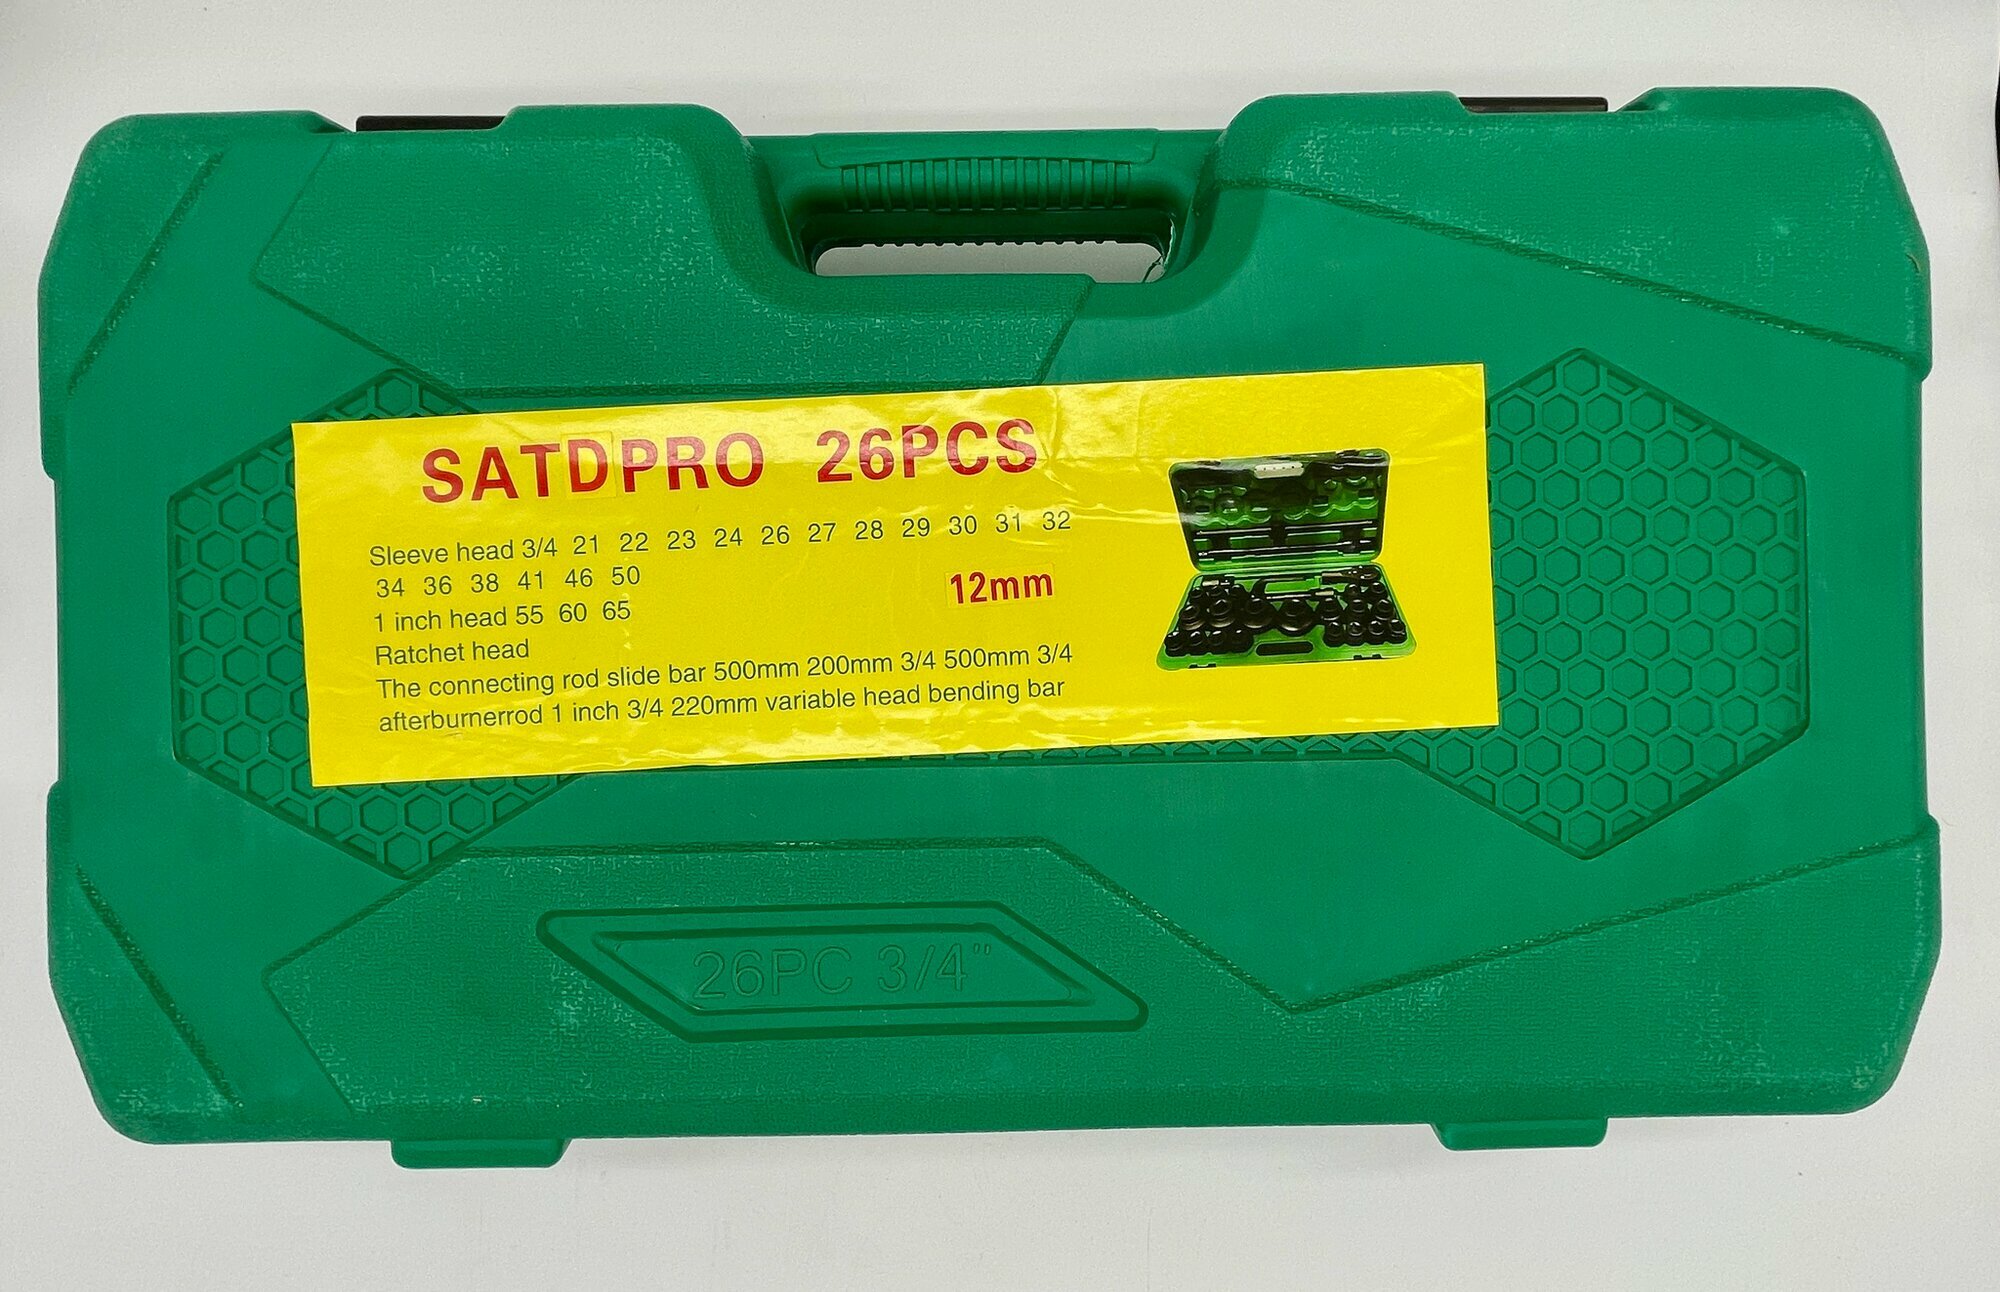 SATDPRO 26PCS
Sleeve head 3/4 21 22 23 24 26 27 28 29 30 31 32
34 36 38 41 46 50
12mm
1 inch head 55 60 65
Ratchet head
The connecting rod slide bar 500mm 200mm 3/4 500mm 3/4
afterburnerrod 1 inch 3/4 220mm variable head bending bar
26PC 3/4"